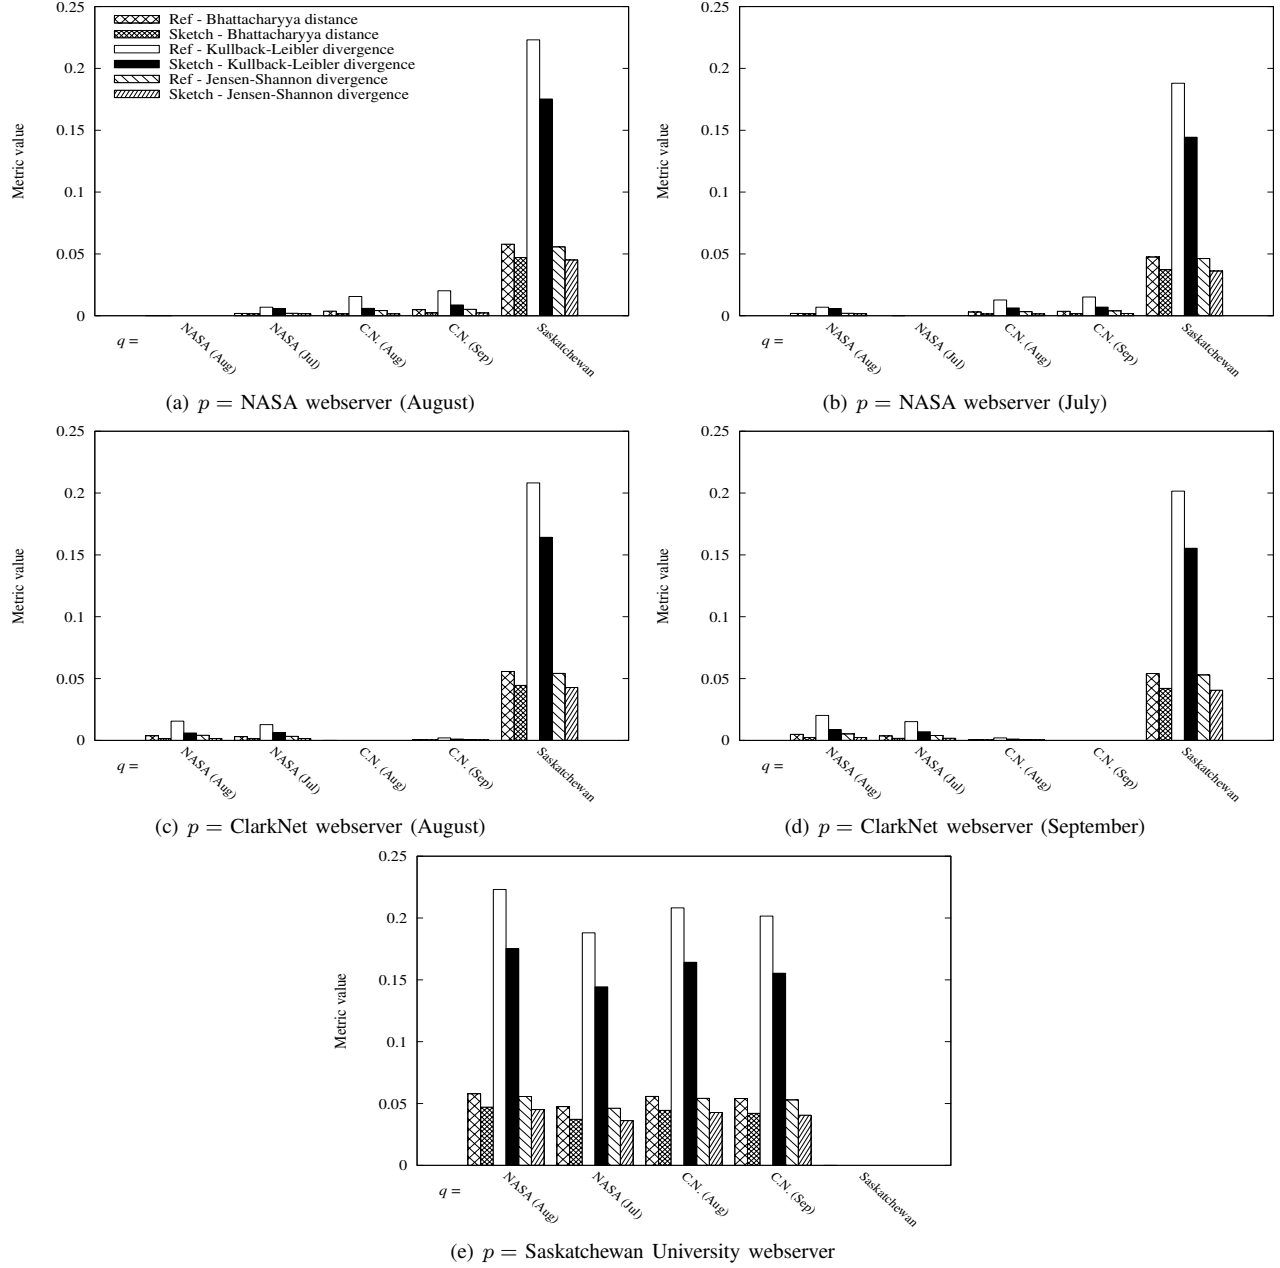 Ref - Bhattacharyya distance
Sketch - Bhattacharyya distance
Ref - Kullback-Leibler divergence
Sketch - Kullback-Leibler divergence
Ref - Jensen-Shannon divergence
Sketch - Jensen-Shannon divergence
0.25
0.2
0.15
0.1
0.05
0
Metric value
q =
NASA (Aug)
NASA (Jul)
C.N. (Aug)
C.N. (Sep)
Saskatchewan
(a) p = NASA webserver (August)
0.25
0.2
0.15
0.1
0.05
0
Metric value
q =
NASA (Aug)
NASA (Jul)
C.N. (Aug)
C.N. (Sep)
Saskatchewan
(b) p = NASA webserver (July)
0.25
0.2
0.15
0.1
0.05
0
Metric value
q =
NASA (Aug)
NASA (Jul)
C.N. (Aug)
C.N. (Sep)
Saskatchewan
(c) p = ClarkNet webserver (August)
0.25
0.2
0.15
0.1
0.05
0
Metric value
q =
NASA (Aug)
NASA (Jul)
C.N. (Aug)
C.N. (Sep)
Saskatchewan
(d) p = ClarkNet webserver (September)
0.25
0.2
0.15
0.1
0.05
0
Metric value
q =
NASA (Aug)
NASA (Jul)
C.N. (Aug)
C.N. (Sep)
Saskatchewan
(e) p = Saskatchewan University webserver